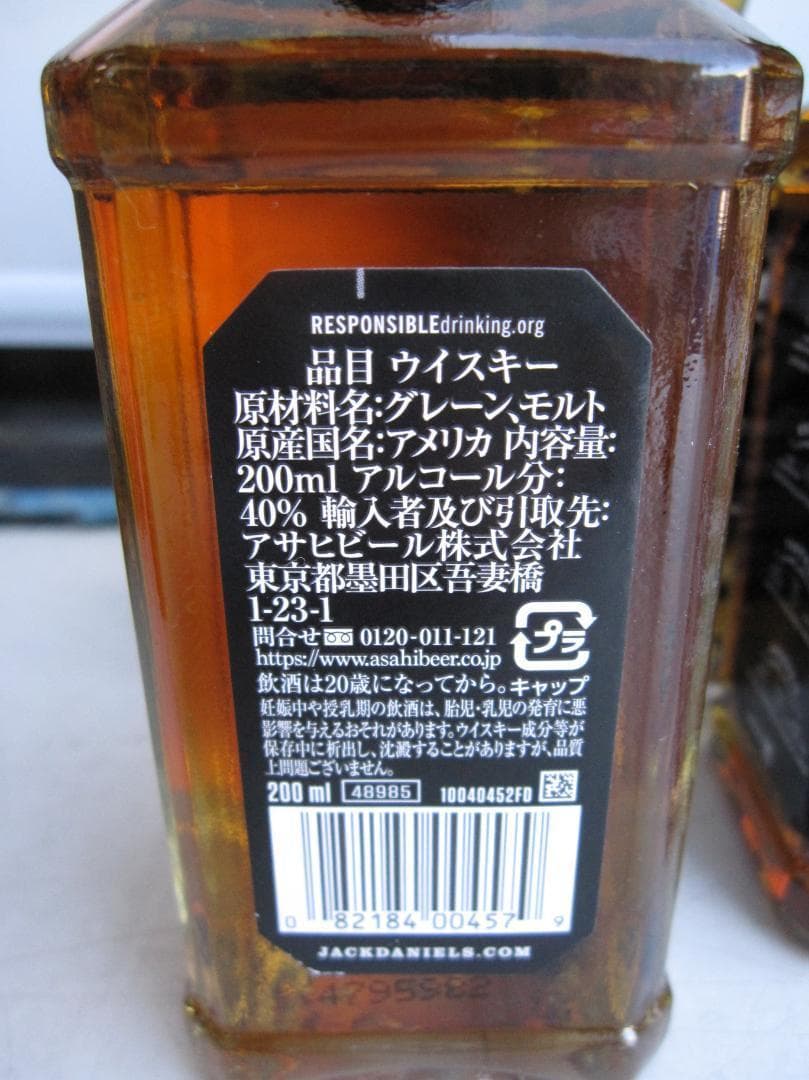 RESPONSIBLEdrinking.org
品目 ウイスキー
原材料名:グレーン、モルト
原産国名:アメリカ 内容量:
200ml アルコール分:
40% 輸入者及び引取先:
アサヒビール株式会社
東京都墨田区吾妻橋
1-23-1
問合せ 0120-011-121
https://www.asahibeer.co.jp
プラ
飲酒は20歳になってから。キャップ
妊娠中や授乳期の飲酒は、胎児・乳児の発育に悪
影響を与えるおそれがあります。ウイスキー成分等が
保存中に析出し、沈澱することがありますが、品質
上問題ございません。
200 ml 48985 10040452FD
0 82184 00457 9
JACKDANIELS.COM